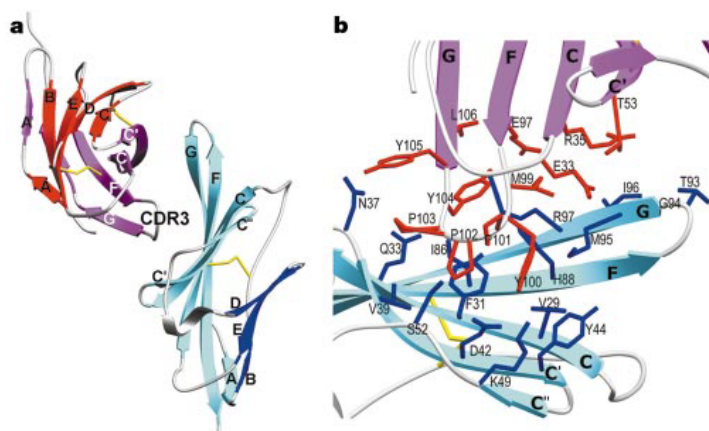 a
B
E
D
C
A
C'
C
A
F
G
CDR3
G
F
C
C'
C"
D
E
A
B
b
G
F
C
C'
T53
L106
E97
R35
Y105
E33
M99
Y104
N37
I96
T93
P103
R97
G94
G
P102
P101
M95
Q33
I86
F
Y100
H88
V39
F31
V29
S52
Y44
D42
C
K49
C'
C"